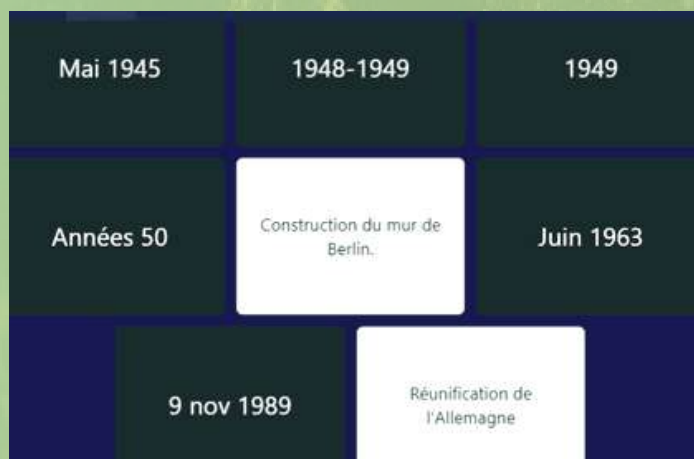 Mai 1945
1948-1949
1949
Années 50
Construction du mur de
Berlin.
Juin 1963
9 nov 1989
Réunification de
l'Allemagne